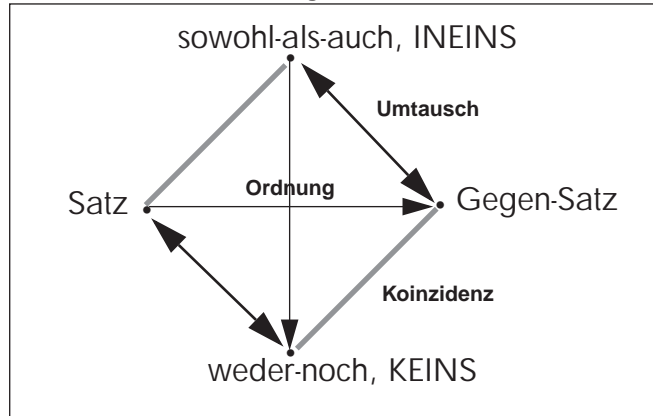 sowohl-als-auch, INEINS
Umtausch
Satz
Ordnung
Gegen-Satz
Koinzidenz
weder-noch, KEINS